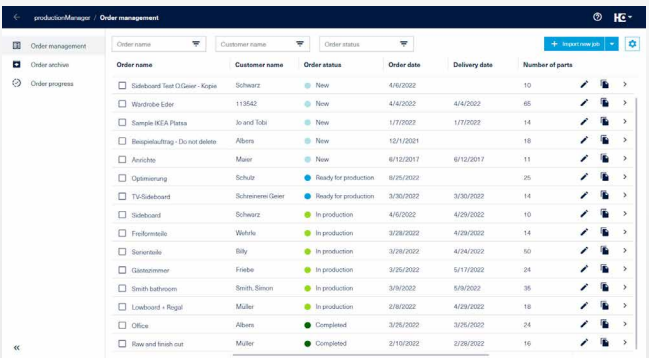 productionManager / Order management
Order management
Order archive
Order progress
Order name Customer name Order status + Import new job
Order name Customer name Order status Order date Delivery date Number of parts
Sideboard Test O.Geier - Kopie Schwarz New 4/6/2022 10
Wardrobe Eder 113542 New 4/4/2022 4/4/2022 65
Sample IKEA Platsa Jo and Tobi New 1/7/2022 1/7/2022 14
Beispielauftrag - Do not delete Albers New 12/1/2021 18
Anrichte Maier New 6/12/2017 6/12/2017 11
Optimierung Schulz Ready for production 8/25/2022 25
TV-Sideboard Schreinerei Geier Ready for production 3/30/2022 3/30/2022 14
Sideboard Schwarz In production 4/6/2022 4/29/2022 10
Freiformteile Wehrle In production 3/28/2022 4/29/2022 14
Serienteile Billy In production 3/28/2022 4/24/2022 50
Gästezimmer Friebe In production 3/25/2022 5/17/2022 24
Smith bathroom Smith, Simon In production 3/9/2022 5/9/2022 35
Lowboard + Regal Müller In production 2/8/2022 4/29/2022 18
Office Albers Completed 3/26/2022 3/26/2022 24
Raw and finish cut Müller Completed 2/10/2022 2/28/2022 16